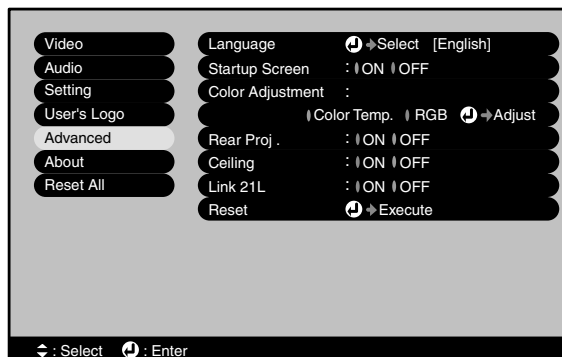 Video
Audio
Setting
User's Logo
Advanced
About
Reset All
Language Select [English]
Startup Screen : ON OFF
Color Adjustment :
Color Temp. RGB Adjust
Rear Proj . : ON OFF
Ceiling : ON OFF
Link 21L : ON OFF
Reset Execute
: Select : Enter